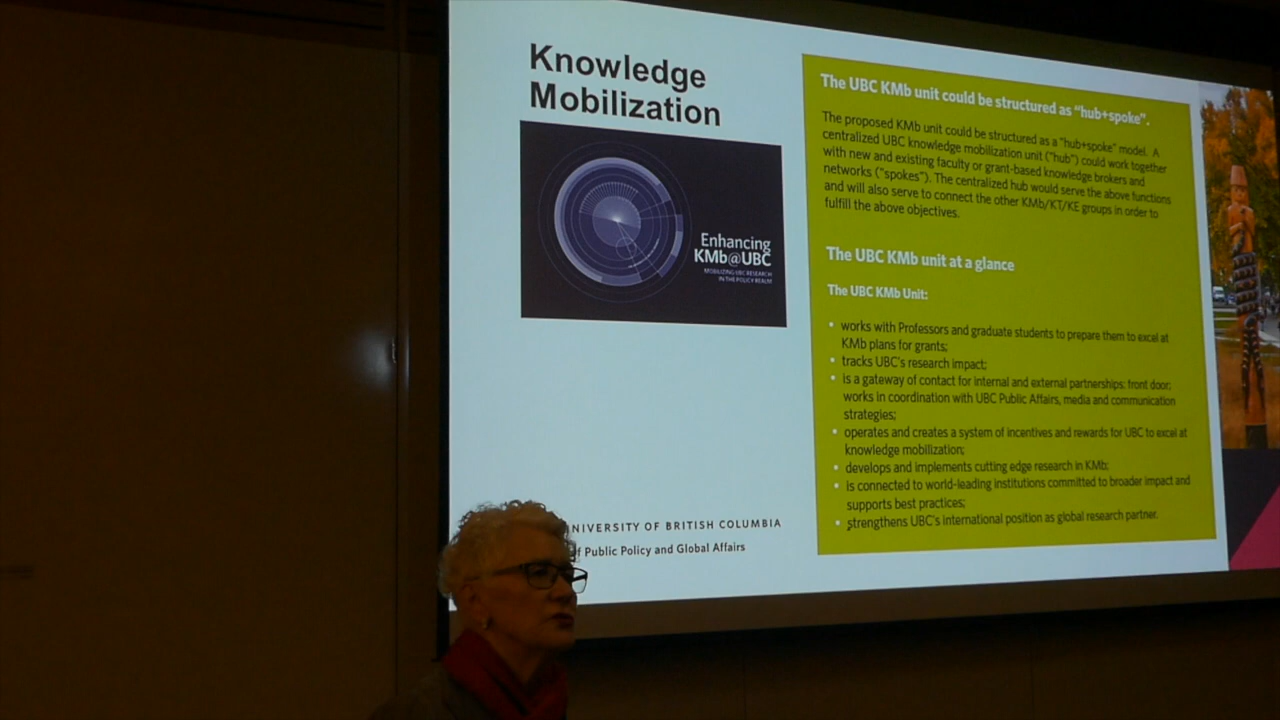 Knowledge
Mobilization
Enhancing
KMb@UBC
MOBILIZING UBC RESEARCH
IN THE POLICY REALM
NIVERSITY OF BRITISH COLUMBIA
f Public Policy and Global Affairs
The UBC KMb unit could be structured as "hub+spoke".
The proposed KMb unit could be structured as a "hub+spoke" model. A
centralized UBC knowledge mobilization unit ("hub") could work together
with new and existing faculty or grant-based knowledge brokers and
networks ("spokes"). The centralized hub would serve the above functions
and will also serve to connect the other KMb/KT/KE groups in order to
fulfill the above objectives.
The UBC KMb unit at a glance
The UBC KMb Unit:
• works with Professors and graduate students to prepare them to excel at
KMb plans for grants;
• tracks UBC's research impact;
• is a gateway of contact for internal and external partnerships: front door;
works in coordination with UBC Public Affairs, media and communication
strategies;
• operates and creates a system of incentives and rewards for UBC to excel at
knowledge mobilization;
• develops and implements cutting edge research in KMb;
• is connected to world-leading institutions committed to broader impact and
supports best practices;
• strengthens UBC's international position as global research partner.